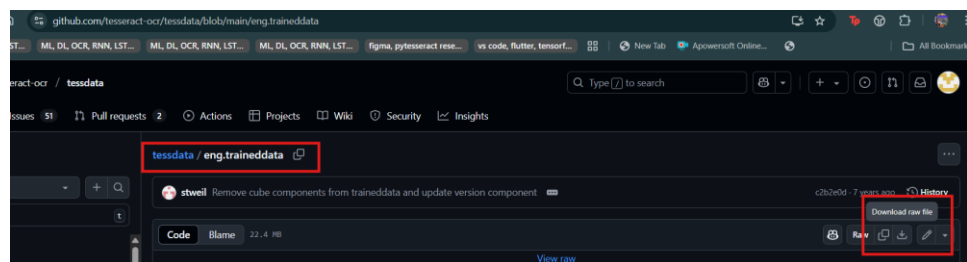 github.com/tesseract-ocr/tessdata/blob/main/eng.traineddata
ST... ML, DL, OCR, RNN, LST... ML, DL, OCR, RNN, LST... ML, DL, OCR, RNN, LST... figma, pytesseract rese... vs code, flutter, tensorf... New Tab Apowersoft Online... All Bookmark
eract-ocr / tessdata Type / to search
Issues 51 Pull requests 2 Actions Projects Wiki Security Insights
tessdata / eng.traineddata
stweil Remove cube components from traineddata and update version component c2b2e0d · 7 years ago History
t
Download raw file
Code Blame 22.4 MB Raw
View raw